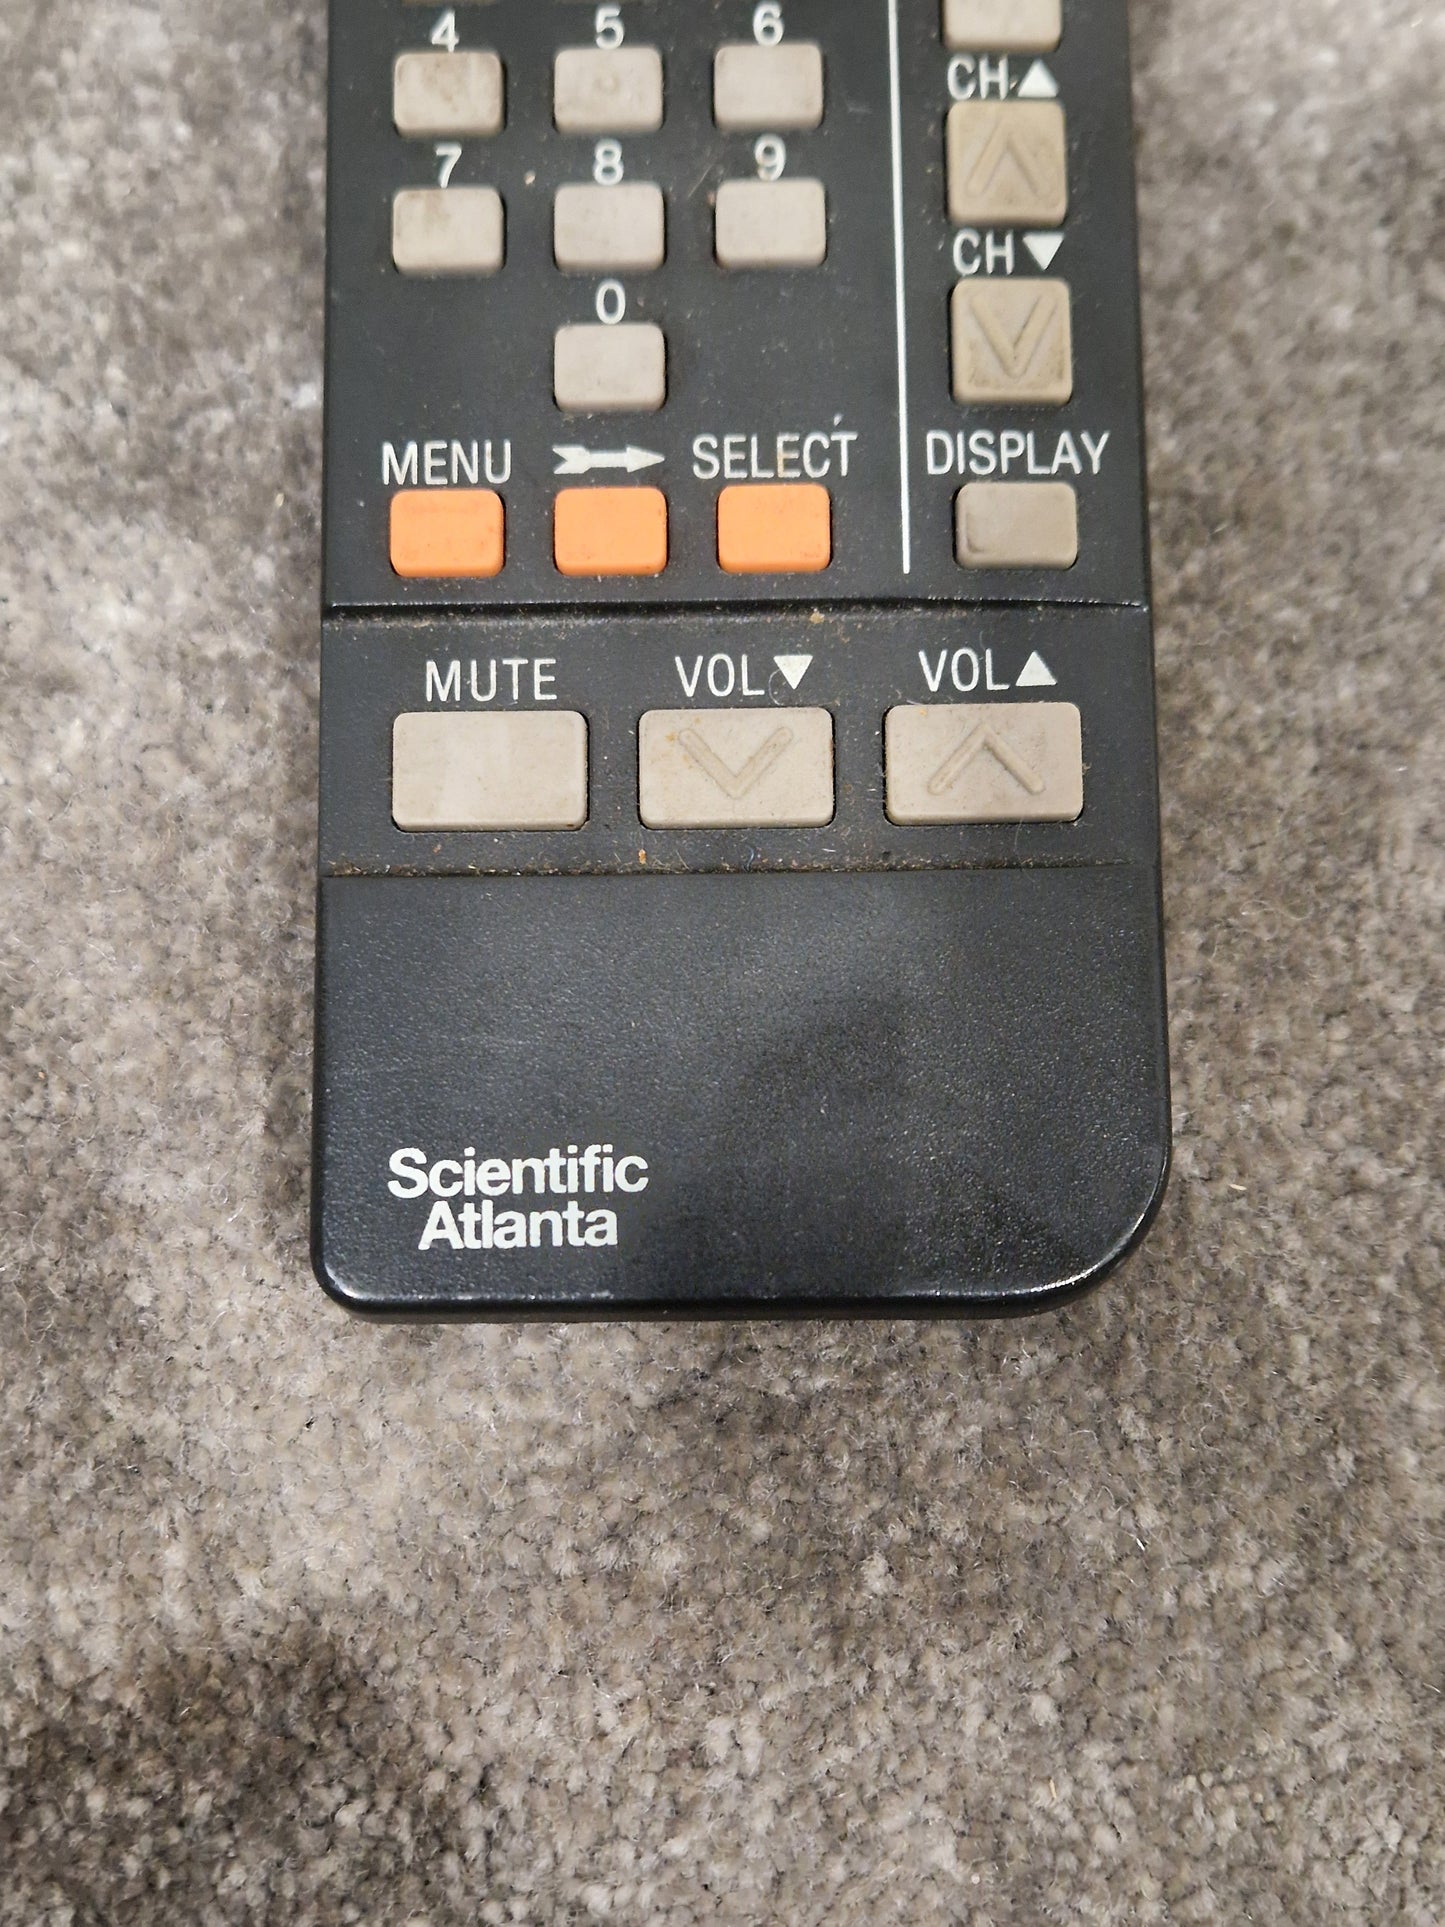 4 5 6
CH▲
7 8 9
CH▼
0
MENU SELECT DISPLAY
MUTE VOL▼ VOL▲
Scientific
Atlanta